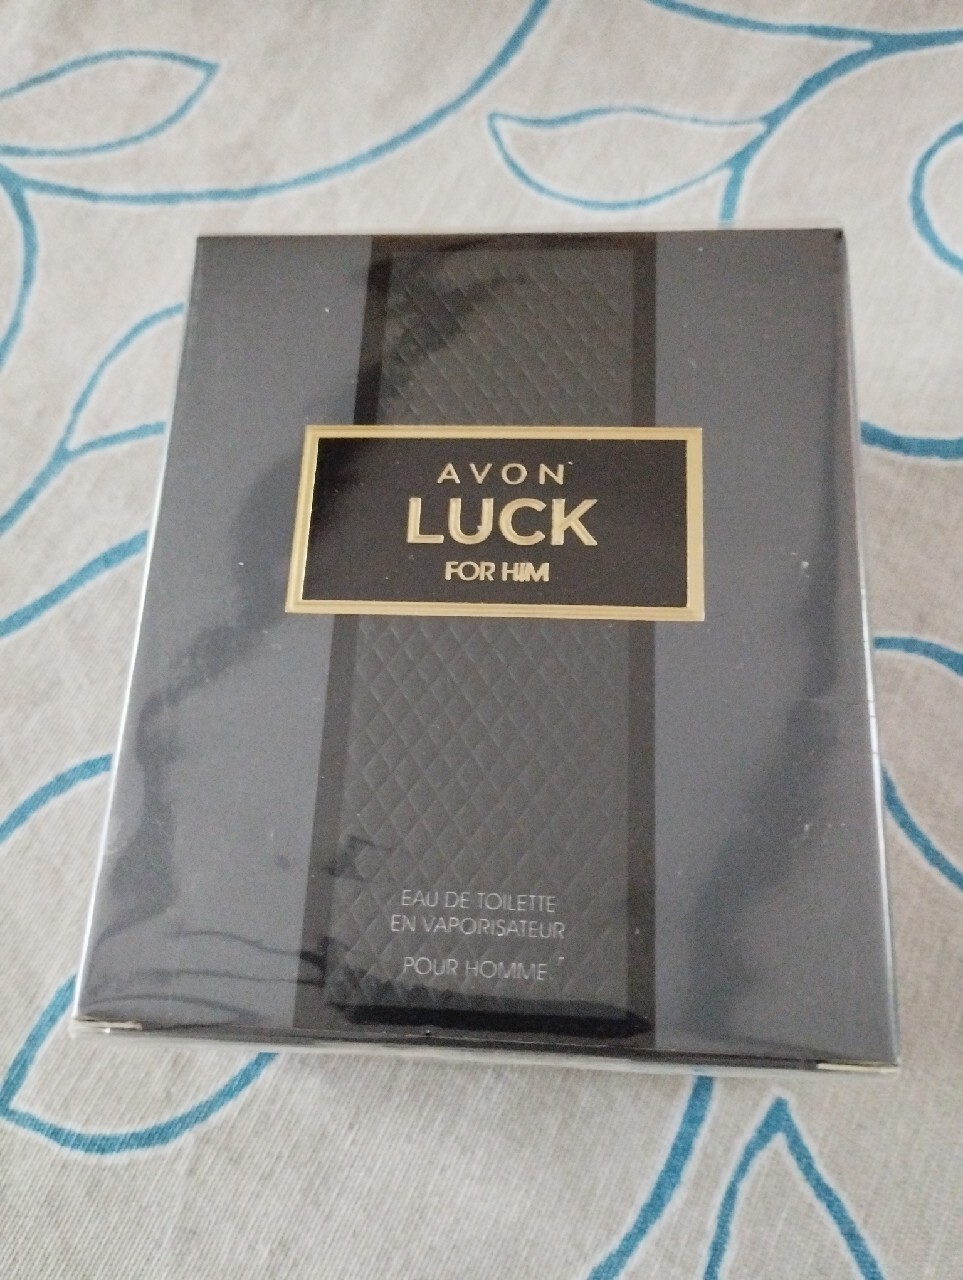 AVON
LUCK
FOR HIM
EAU DE TOILETTE
EN VAPORISATEUR
POUR HOMME